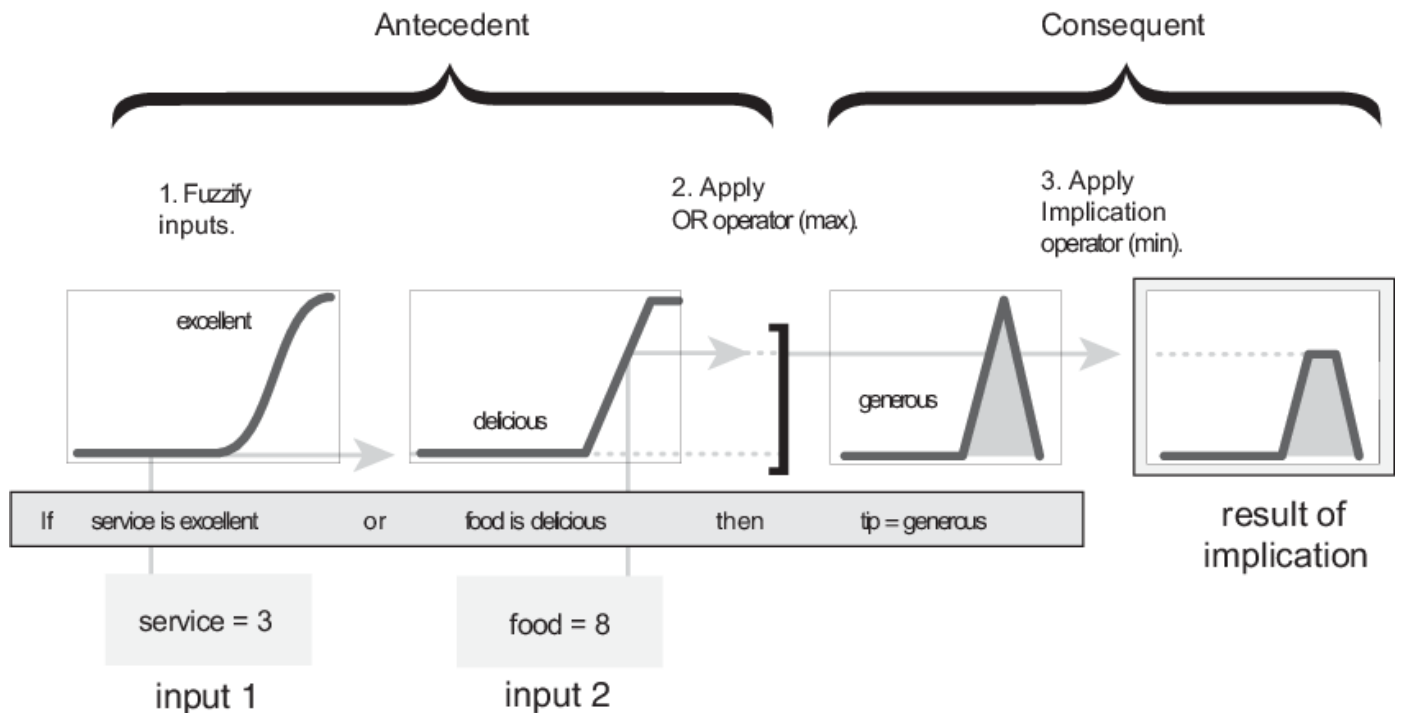 Antecedent
Consequent
1. Fuzzify
inputs.
2. Apply
OR operator (max).
3. Apply
Implication
operator (min).
excellent
delicious
generous
If service is excellent or food is delicious then tip = generous
result of
implication
service = 3
food = 8
input 1
input 2